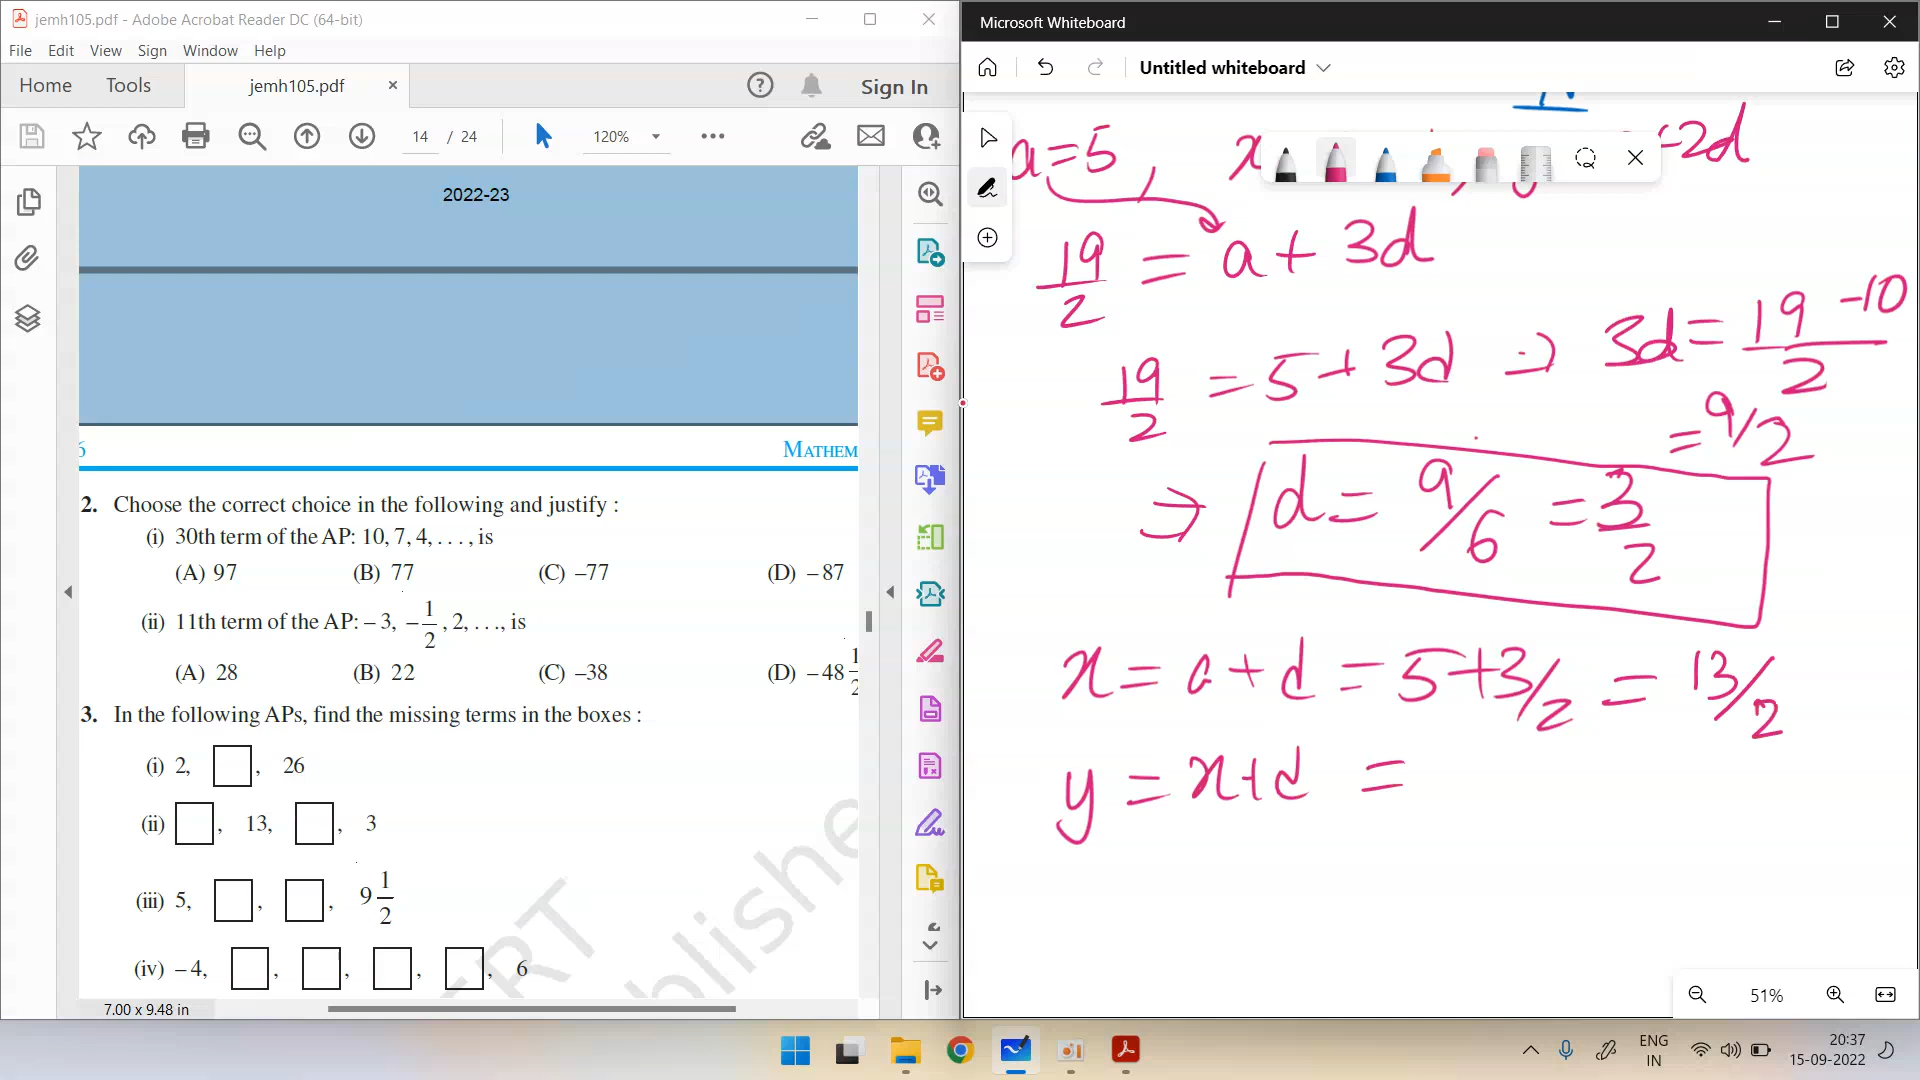 jemh105.pdf - Adobe Acrobat Reader DC (64-bit)
File Edit View Sign Window Help
Home Tools jemh105.pdf × Sign In
14 / 24 120%
2022-23
6 MATHEM
2. Choose the correct choice in the following and justify :
(i) 30th term of the AP: 10, 7, 4, . . . , is
(A) 97 (B) 77 (C) –77 (D) – 87
(ii) 11th term of the AP: – 3, –1/2, 2, . . ., is
(A) 28 (B) 22 (C) –38 (D) – 48 1/2
3. In the following APs, find the missing terms in the boxes :
(i) 2, □, 26
(ii) □, 13, □, 3
(iii) 5, □, □, 9 1/2
(iv) – 4, □, □, □, □, 6
7.00 x 9.48 in
Microsoft Whiteboard
Untitled whiteboard
a=5, x 2d
19/2 = a + 3d
19/2 = 5 + 3d ⇒ 3d = 19-10/2
= 9/2
⇒ d = 9/6 = 3/2
x = a + d = 5+3/2 = 13/2
y = x+d =
51%
ENG
IN
20:37
15-09-2022